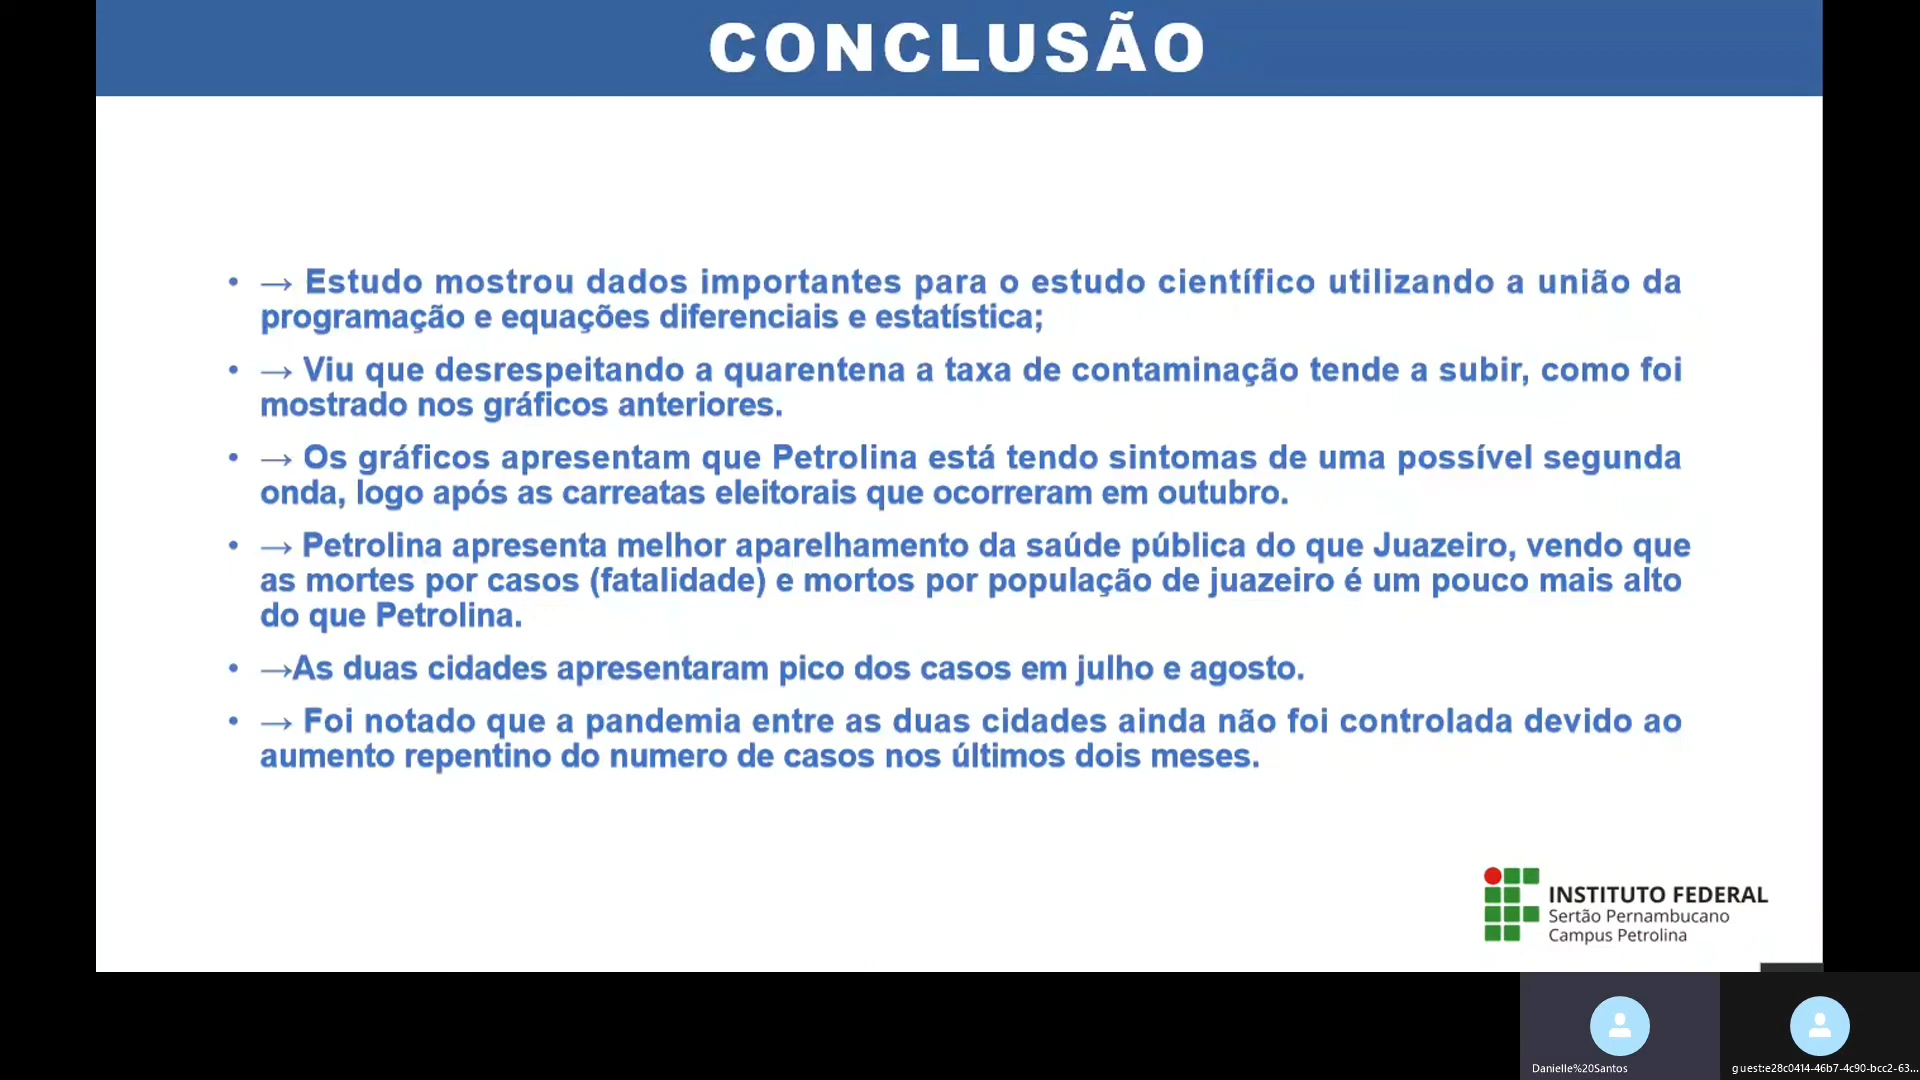 CONCLUSÃO
• → Estudo mostrou dados importantes para o estudo científico utilizando a união da
programação e equações diferenciais e estatística;
• → Viu que desrespeitando a quarentena a taxa de contaminação tende a subir, como foi
mostrado nos gráficos anteriores.
• → Os gráficos apresentam que Petrolina está tendo sintomas de uma possível segunda
onda, logo após as carreatas eleitorais que ocorreram em outubro.
• → Petrolina apresenta melhor aparelhamento da saúde pública do que Juazeiro, vendo que
as mortes por casos (fatalidade) e mortos por população de juazeiro é um pouco mais alto
do que Petrolina.
• →As duas cidades apresentaram pico dos casos em julho e agosto.
• → Foi notado que a pandemia entre as duas cidades ainda não foi controlada devido ao
aumento repentino do numero de casos nos últimos dois meses.
INSTITUTO FEDERAL
Sertão Pernambucano
Campus Petrolina
Danielle%20Santos
guest:e28c0414-46b7-4c90-bcc2-63...